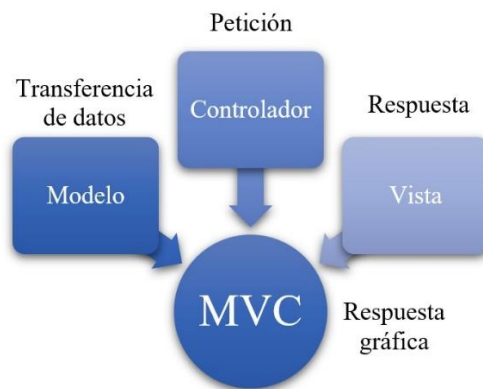 Petición
Transferencia
de datos
Controlador
Respuesta
Modelo
Vista
MVC
Respuesta
gráfica